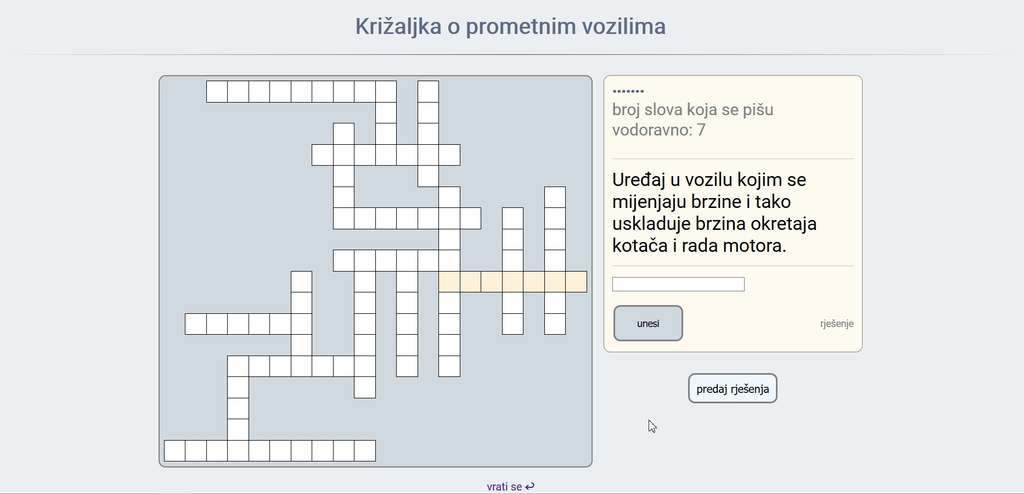 Križaljka o prometnim vozilima
.......
broj slova koja se pišu
vodoravno: 7
Uređaj u vozilu kojim se
mijenjaju brzine i tako
uskladuje brzina okretaja
kotača i rada motora.
unesi
rješenje
predaj rješenja
vrati se ↩